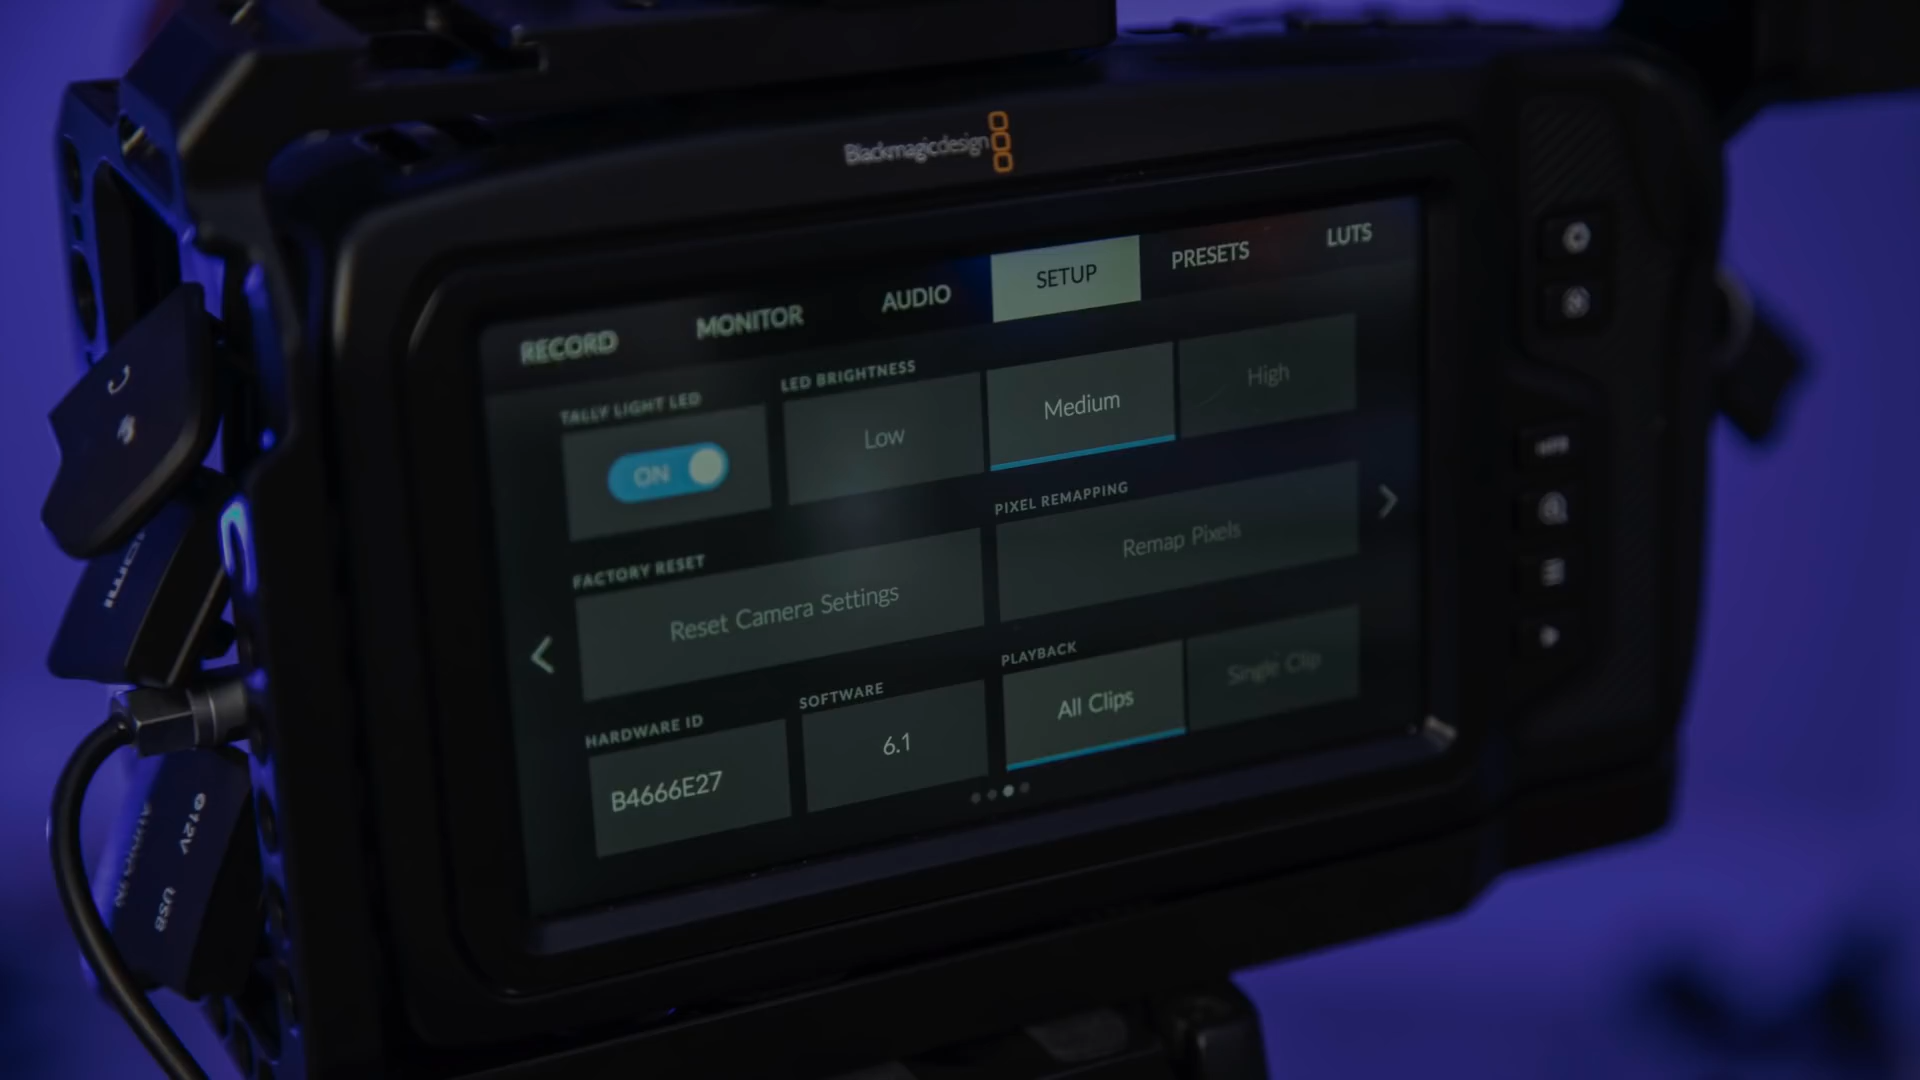 Blackmagicdesign
RECORD MONITOR AUDIO SETUP PRESETS LUTS
TALLY LIGHT LED
ON
LED BRIGHTNESS
Low Medium High
FACTORY RESET
Reset Camera Settings
PIXEL REMAPPING
Remap Pixels
HARDWARE ID
B4666E27
SOFTWARE
6.1
PLAYBACK
All Clips Single Clip
HFR
HDMI
12V
USB